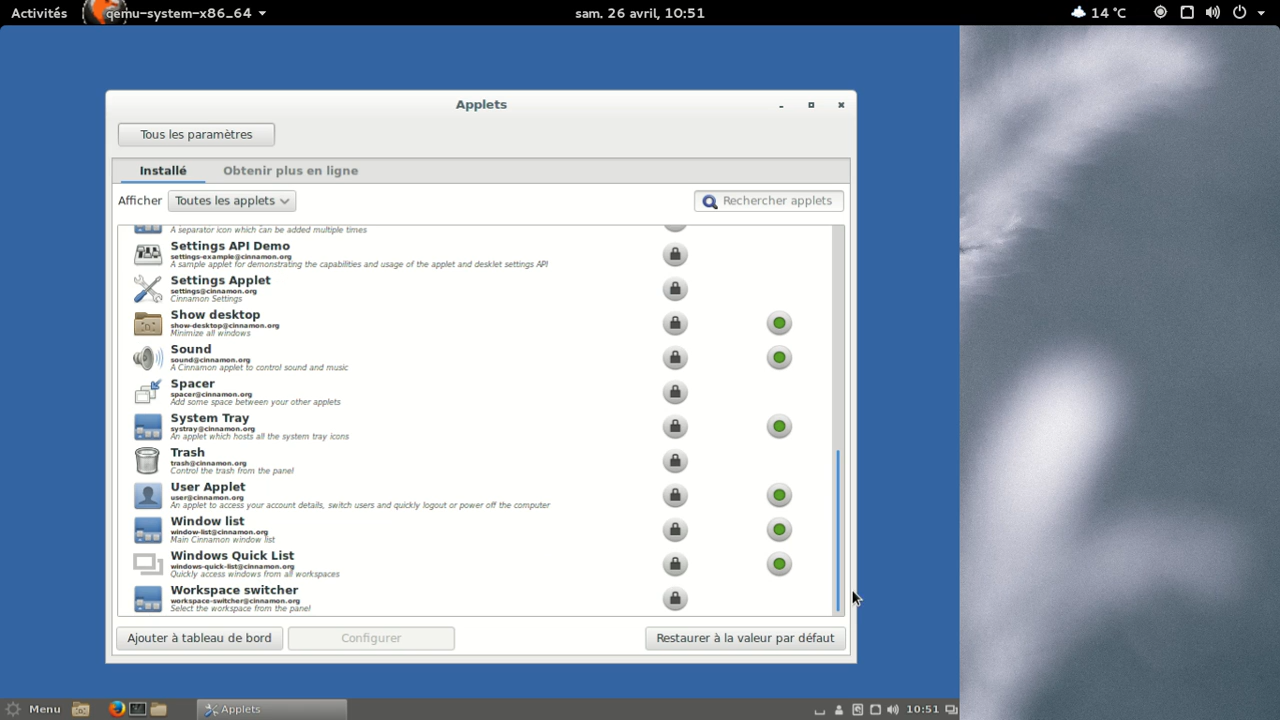 Activités
qemu-system-x86_64
sam. 26 avril, 10:51
14 °C
Applets
Tous les paramètres
Installé
Obtenir plus en ligne
Afficher
Toutes les applets
Rechercher applets
A separator icon which can be added multiple times
Settings API Demo
settings-example@cinnamon.org
A sample applet for demonstrating the capabilities and usage of the applet and desklet settings API
Settings Applet
settings@cinnamon.org
Cinnamon Settings
Show desktop
show-desktop@cinnamon.org
Minimize all windows
Sound
sound@cinnamon.org
A Cinnamon applet to control sound and music
Spacer
spacer@cinnamon.org
Add some space between your other applets
System Tray
systray@cinnamon.org
An applet which hosts all the system tray icons
Trash
trash@cinnamon.org
Control the trash from the panel
User Applet
user@cinnamon.org
An applet to access your account details, switch users and quickly logout or power off the computer
Window list
window-list@cinnamon.org
Main Cinnamon window list
Windows Quick List
windows-quick-list@cinnamon.org
Quickly access windows from all workspaces
Workspace switcher
workspace-switcher@cinnamon.org
Select the workspace from the panel
Ajouter à tableau de bord
Configurer
Restaurer à la valeur par défaut
Menu
Applets
10:51